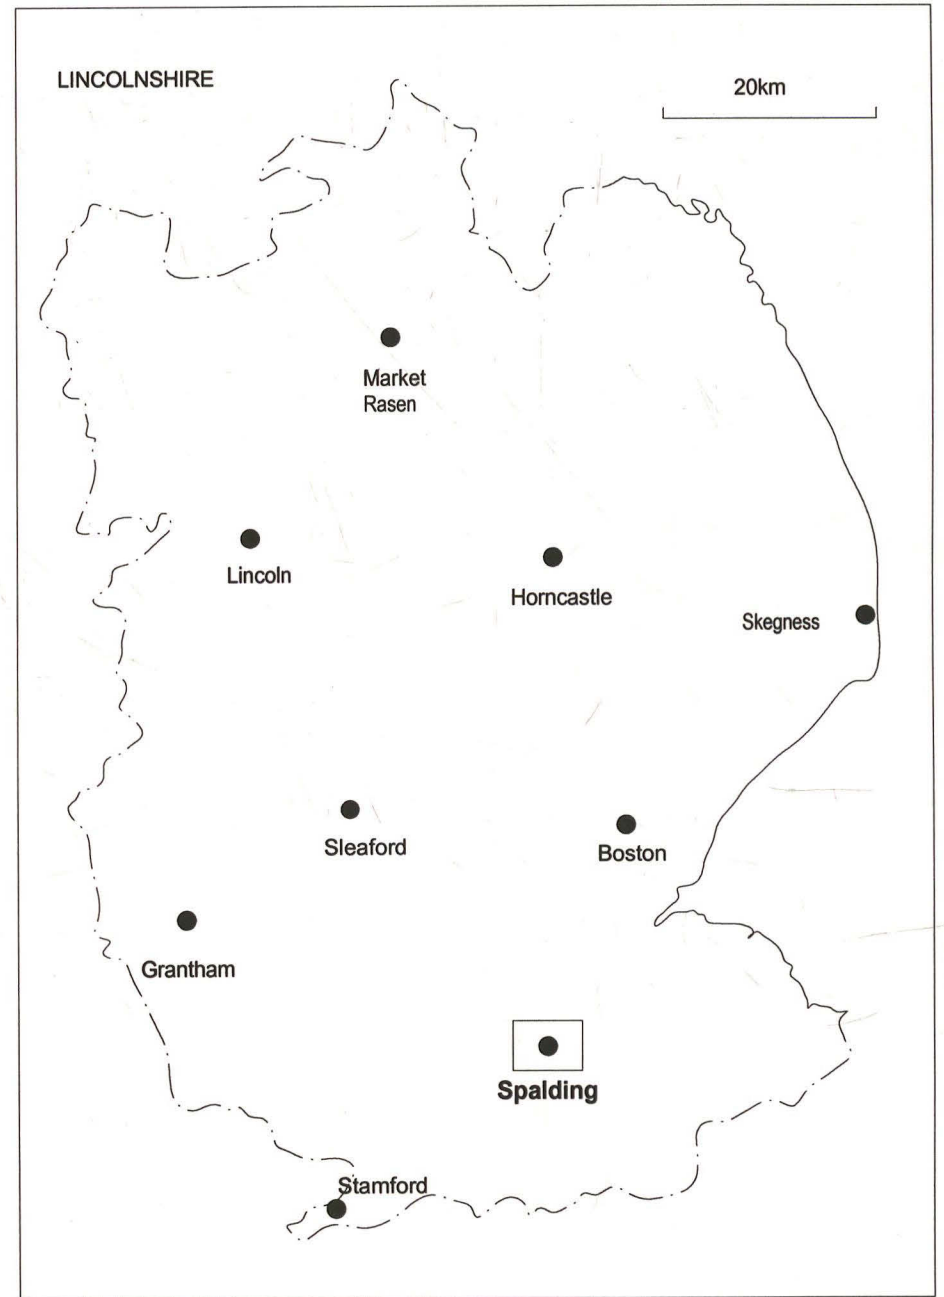 LINCOLNSHIRE
20km
Market
Rasen
Lincoln
Horncastle
Skegness
Sleaford
Boston
Grantham
Spalding
Stamford